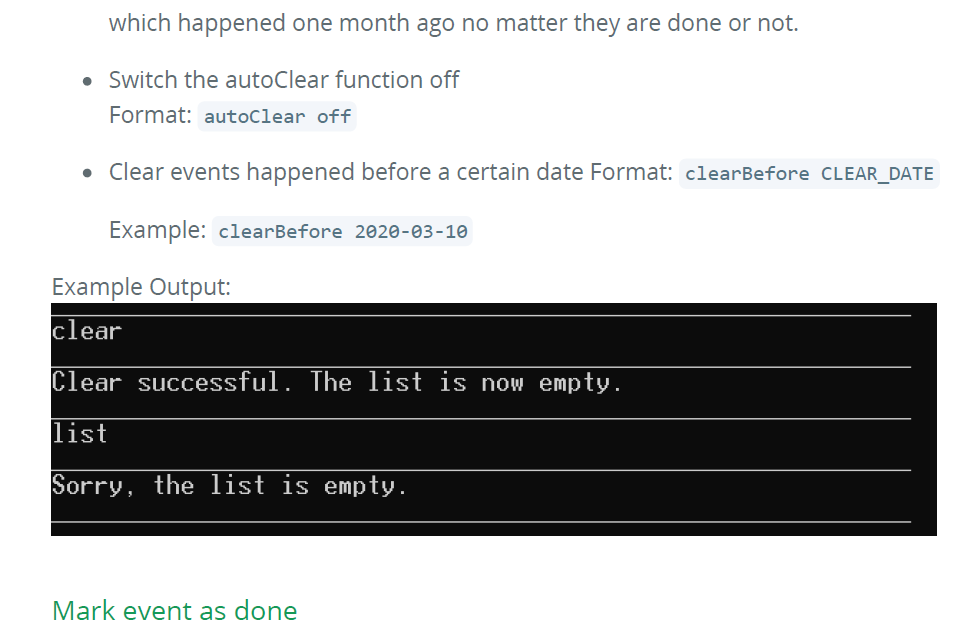 which happened one month ago no matter they are done or not.
Switch the autoClear function off
Format: autoClear off
Clear events happened before a certain date Format: clearBefore CLEAR_DATE
Example: clearBefore 2020-03-10
Example Output:
clear
Clear successful. The list is now empty.
list
Sorry, the list is empty.
Mark event as done